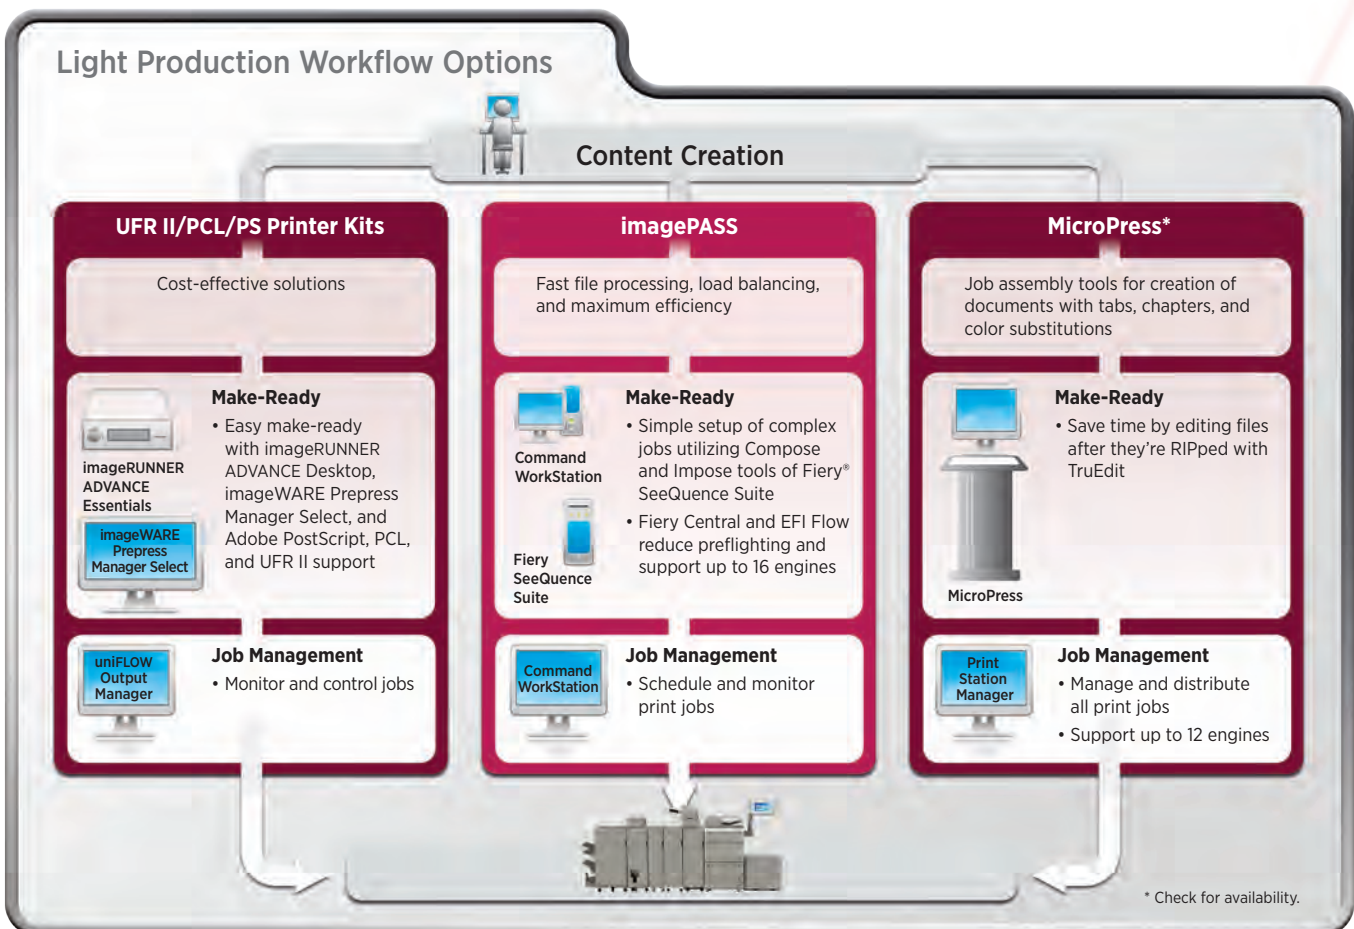 Light Production Workflow Options
Content Creation
UFR II/PCL/PS Printer Kits
Cost-effective solutions
imageRUNNER
ADVANCE
Essentials
imageWARE
Prepress
Manager Select
Make-Ready
• Easy make-ready
with imageRUNNER
ADVANCE Desktop,
imageWARE Prepress
Manager Select, and
Adobe PostScript, PCL,
and UFR II support
uniFLOW
Output
Manager
Job Management
• Monitor and control jobs
imagePASS
Fast file processing, load balancing,
and maximum efficiency
Command
WorkStation
Fiery
SeeQuence
Suite
Make-Ready
• Simple setup of complex
jobs utilizing Compose
and Impose tools of Fiery®
SeeQuence Suite
• Fiery Central and EFI Flow
reduce preflighting and
support up to 16 engines
Command
WorkStation
Job Management
• Schedule and monitor
print jobs
MicroPress*
Job assembly tools for creation of
documents with tabs, chapters, and
color substitutions
MicroPress
Make-Ready
• Save time by editing files
after they're RIPped with
TruEdit
Print
Station
Manager
Job Management
• Manage and distribute
all print jobs
• Support up to 12 engines
* Check for availability.